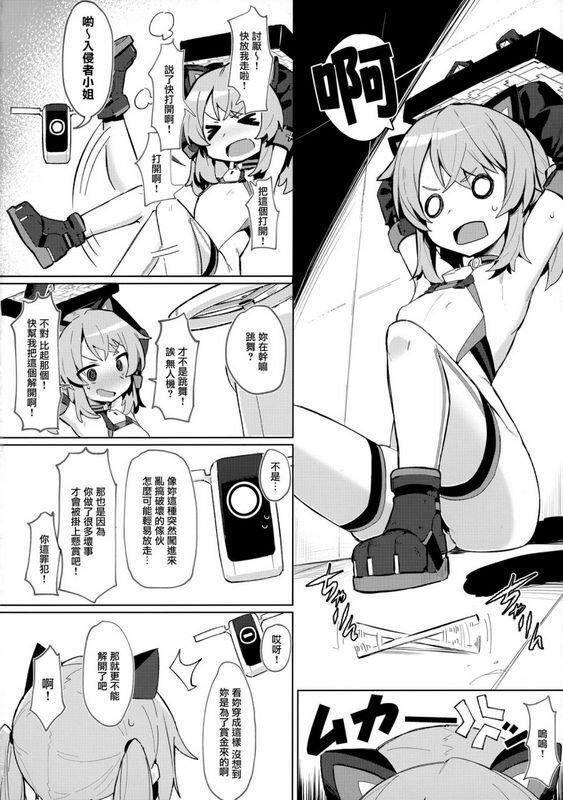 啊
ムカー
嗚嗚！
討厭～！
快放我走啦！
說了快打開啊！
打開啊！
把這個打開！
喲～入侵者小姐
妳在幹嘛
跳舞？
才不是跳舞！
誒 無人機？
不對 比起那個！
快幫我把這個解開啊！
不是…
像妳這種突然闖進來
亂搞破壞的傢伙
怎麼可能輕易放走…
那也是因為
你做了很多壞事
才會被掛上懸賞吧！
你這罪犯！
哎呀！
看妳穿成這樣 沒想到
妳是為了賞金來的啊
那就更不能
解開了吧
啊！